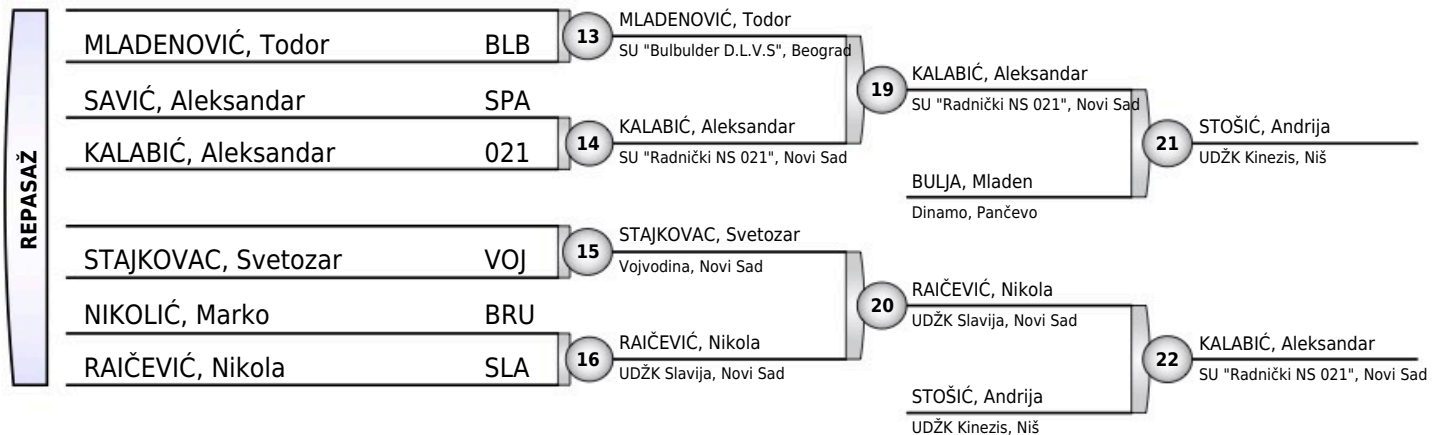 REPASAŽ
MLADENOVIĆ, Todor BLB
SAVIĆ, Aleksandar SPA
KALABIĆ, Aleksandar 021
STAJKOVAC, Svetozar VOJ
NIKOLIĆ, Marko BRU
RAIČEVIĆ, Nikola SLA
13
MLADENOVIĆ, Todor
SU "Bulbulder D.L.V.S", Beograd
14
KALABIĆ, Aleksandar
SU "Radnički NS 021", Novi Sad
15
STAJKOVAC, Svetozar
Vojvodina, Novi Sad
16
RAIČEVIĆ, Nikola
UDŽK Slavija, Novi Sad
19
KALABIĆ, Aleksandar
SU "Radnički NS 021", Novi Sad
BULJA, Mladen
Dinamo, Pančevo
20
RAIČEVIĆ, Nikola
UDŽK Slavija, Novi Sad
STOŠIĆ, Andrija
UDŽK Kinezis, Niš
21
STOŠIĆ, Andrija
UDŽK Kinezis, Niš
22
KALABIĆ, Aleksandar
SU "Radnički NS 021", Novi Sad